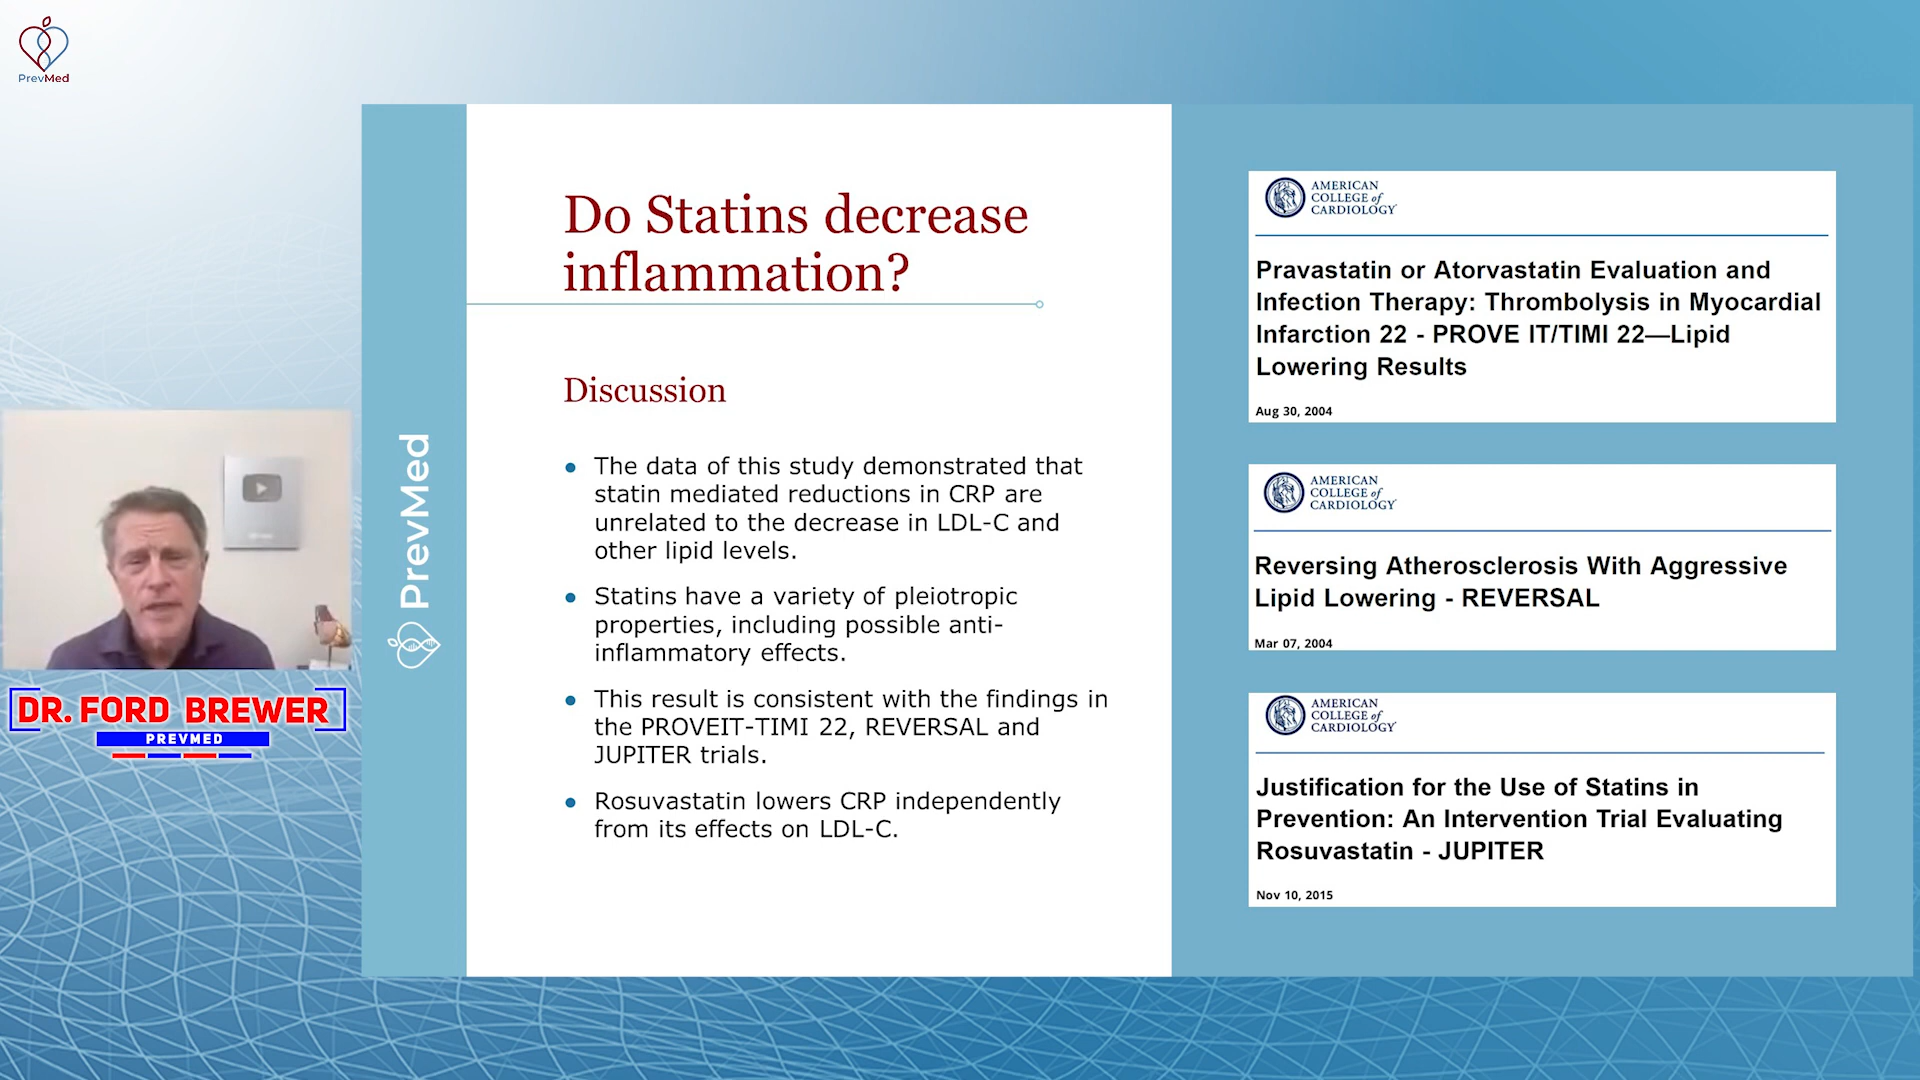 PrevMed
Do Statins decrease
inflammation?
Discussion
The data of this study demonstrated that
statin mediated reductions in CRP are
unrelated to the decrease in LDL-C and
other lipid levels.
Statins have a variety of pleiotropic
properties, including possible anti-
inflammatory effects.
This result is consistent with the findings in
the PROVEIT-TIMI 22, REVERSAL and
JUPITER trials.
Rosuvastatin lowers CRP independently
from its effects on LDL-C.
PrevMed
AMERICAN
COLLEGE of
CARDIOLOGY
Pravastatin or Atorvastatin Evaluation and
Infection Therapy: Thrombolysis in Myocardial
Infarction 22 - PROVE IT/TIMI 22—Lipid
Lowering Results
Aug 30, 2004
AMERICAN
COLLEGE of
CARDIOLOGY
Reversing Atherosclerosis With Aggressive
Lipid Lowering - REVERSAL
Mar 07, 2004
AMERICAN
COLLEGE of
CARDIOLOGY
Justification for the Use of Statins in
Prevention: An Intervention Trial Evaluating
Rosuvastatin - JUPITER
Nov 10, 2015
DR. FORD BREWER
PREVMED